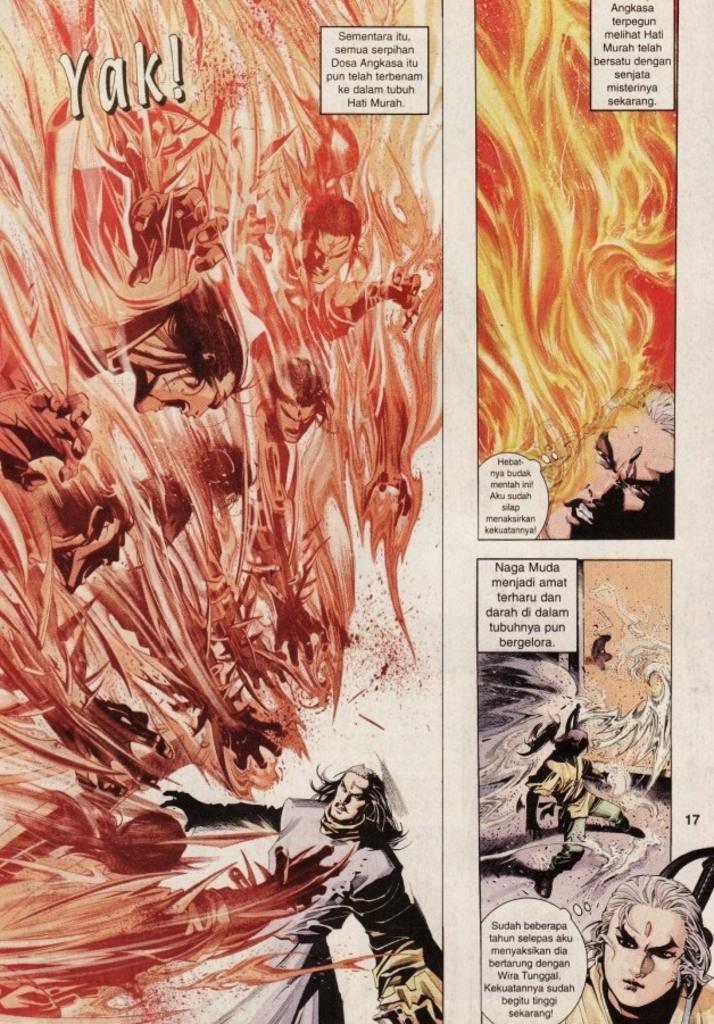 Yak!
Sementara itu,
semua serpihan
Dosa Angkasa itu
pun telah terbenam
ke dalam tubuh
Hati Murah.
Angkasa
terpegun
melihat Hati
Murah telah
bersatu dengan
senjata
misterinya
sekarang.
Hebat-
nya budak
mentah ini!
Aku sudah
silap
menaksirkan
kekuatannya!
Naga Muda
menjadi amat
terharu dan
darah di dalam
tubuhnya pun
bergelora.
17
Sudah beberapa
tahun selepas aku
menyaksikan dia
bertarung dengan
Wira Tunggal.
Kekuatannya sudah
begitu tinggi
sekarang!